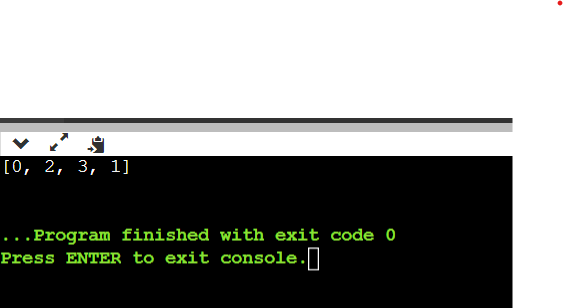 [0, 2, 3, 1]
...Program finished with exit code 0
Press ENTER to exit console.